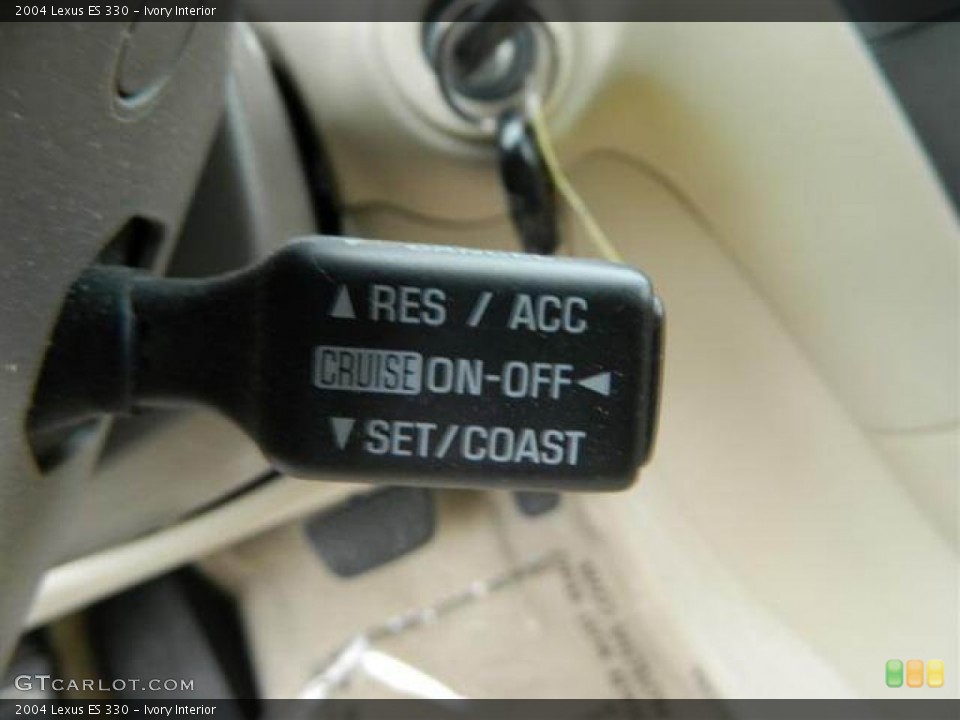 2004 Lexus ES 330 – Ivory Interior
▲ RES / ACC
CRUISE ON-OFF ◄
▼ SET/COAST
GTCARLOT.COM
2004 Lexus ES 330 – Ivory Interior